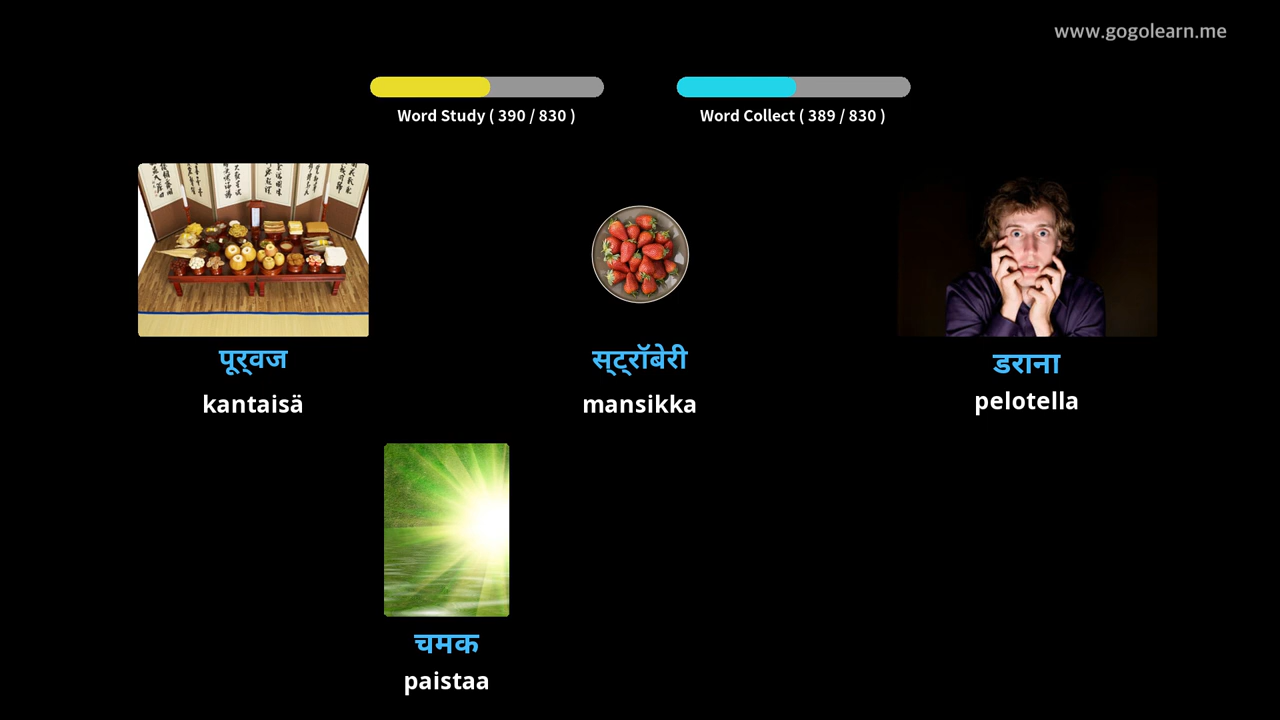 www.gogolearn.me
Word Study ( 390 / 830 )
Word Collect ( 389 / 830 )
पूर्‌वज
kantaisä
स्‌ट्‌रॉबेरी
mansikka
डराना
pelotella
चमक
paistaa